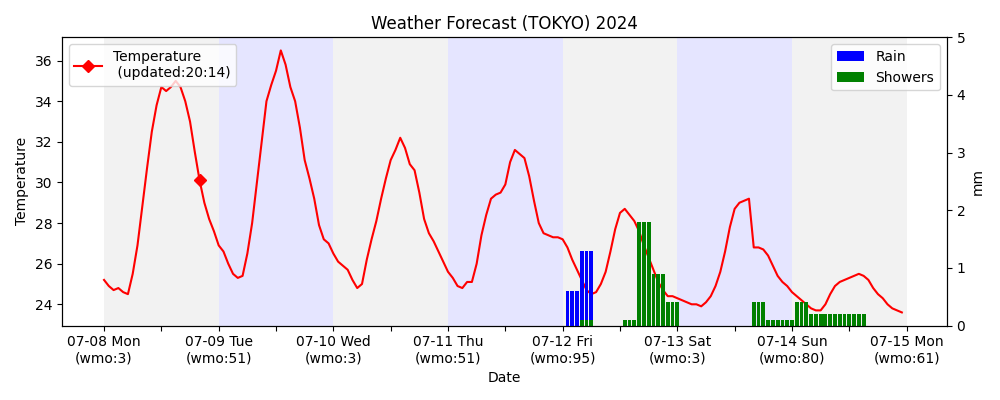 Weather Forecast (TOKYO) 2024
Temperature
(updated:20:14)
Rain
Showers
36
34
32
30
28
26
24
Temperature
5
4
3
2
1
0
mm
07-08 Mon 07-09 Tue 07-10 Wed 07-11 Thu 07-12 Fri 07-13 Sat 07-14 Sun 07-15 Mon
(wmo:3) (wmo:51) (wmo:3) (wmo:51) (wmo:95) (wmo:3) (wmo:80) (wmo:61)
Date